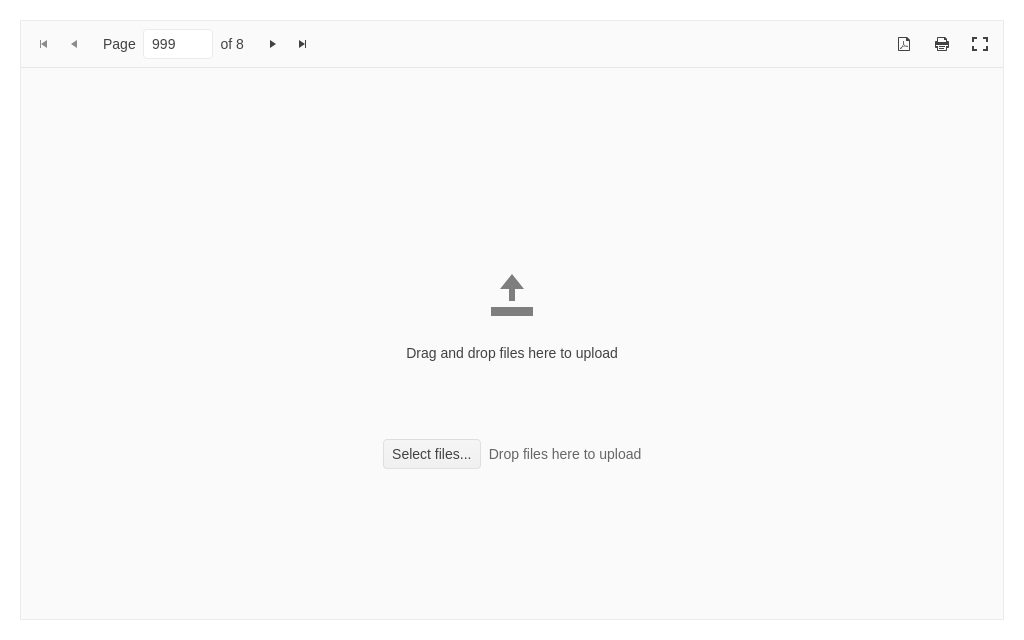 Page 999 of 8
Drag and drop files here to upload
Select files... Drop files here to upload